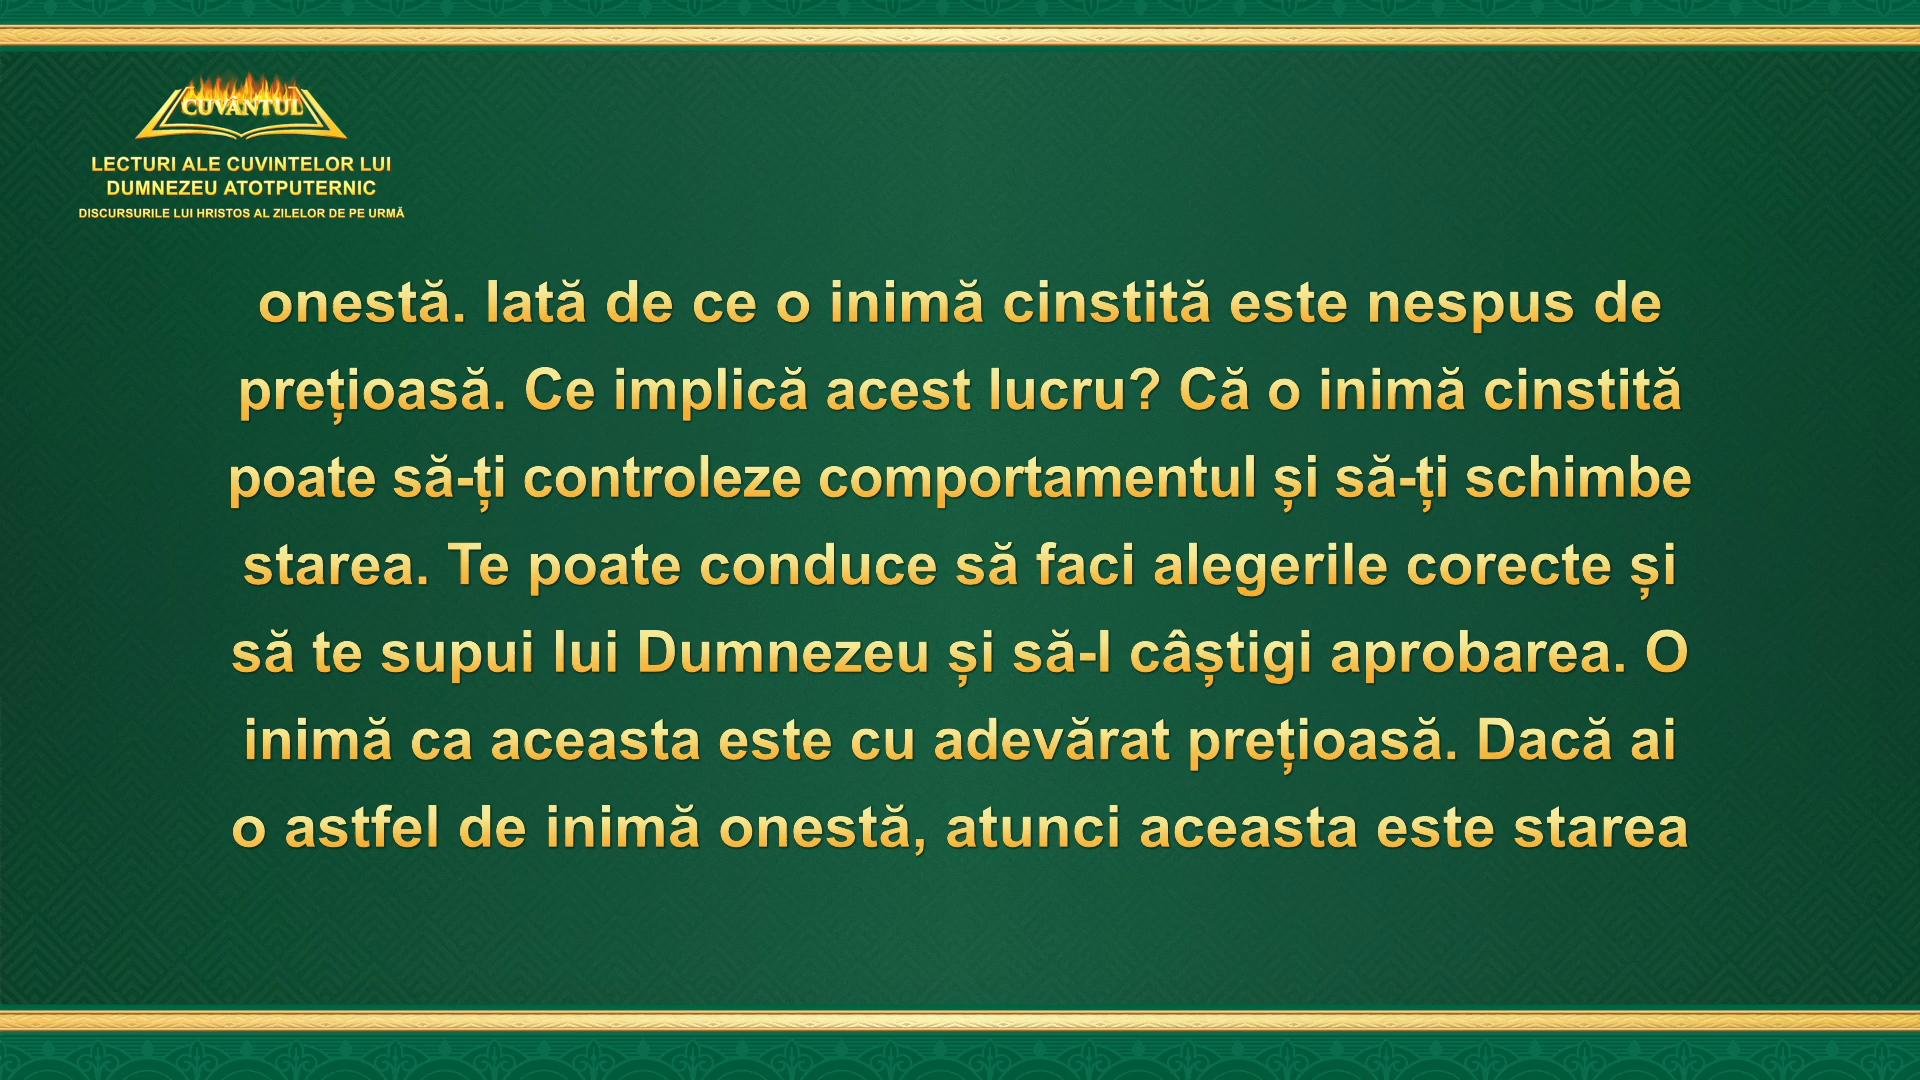 CUVÂNTUL
LECTURI ALE CUVINTELOR LUI
DUMNEZEU ATOTPUTERNIC
DISCURSURILE LUI HRISTOS AL ZILELOR DE PE URMĂ
onestă. Iată de ce o inimă cinstită este nespus de
prețioasă. Ce implică acest lucru? Că o inimă cinstită
poate să-ți controleze comportamentul și să-ți schimbe
starea. Te poate conduce să faci alegerile corecte și
să te supui lui Dumnezeu și să-I câștigi aprobarea. O
inimă ca aceasta este cu adevărat prețioasă. Dacă ai
o astfel de inimă onestă, atunci aceasta este starea